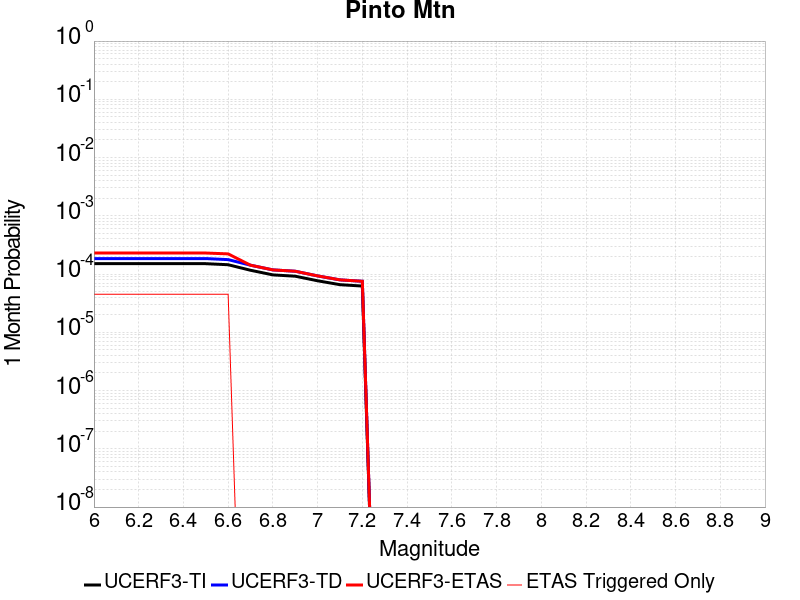 Pinto Mtn
10^0
10^-1
10^-2
10^-3
10^-4
10^-5
10^-6
10^-7
10^-8
1 Month Probability
6 6.2 6.4 6.6 6.8 7 7.2 7.4 7.6 7.8 8 8.2 8.4 8.6 8.8 9
Magnitude
UCERF3-TI UCERF3-TD UCERF3-ETAS ETAS Triggered Only